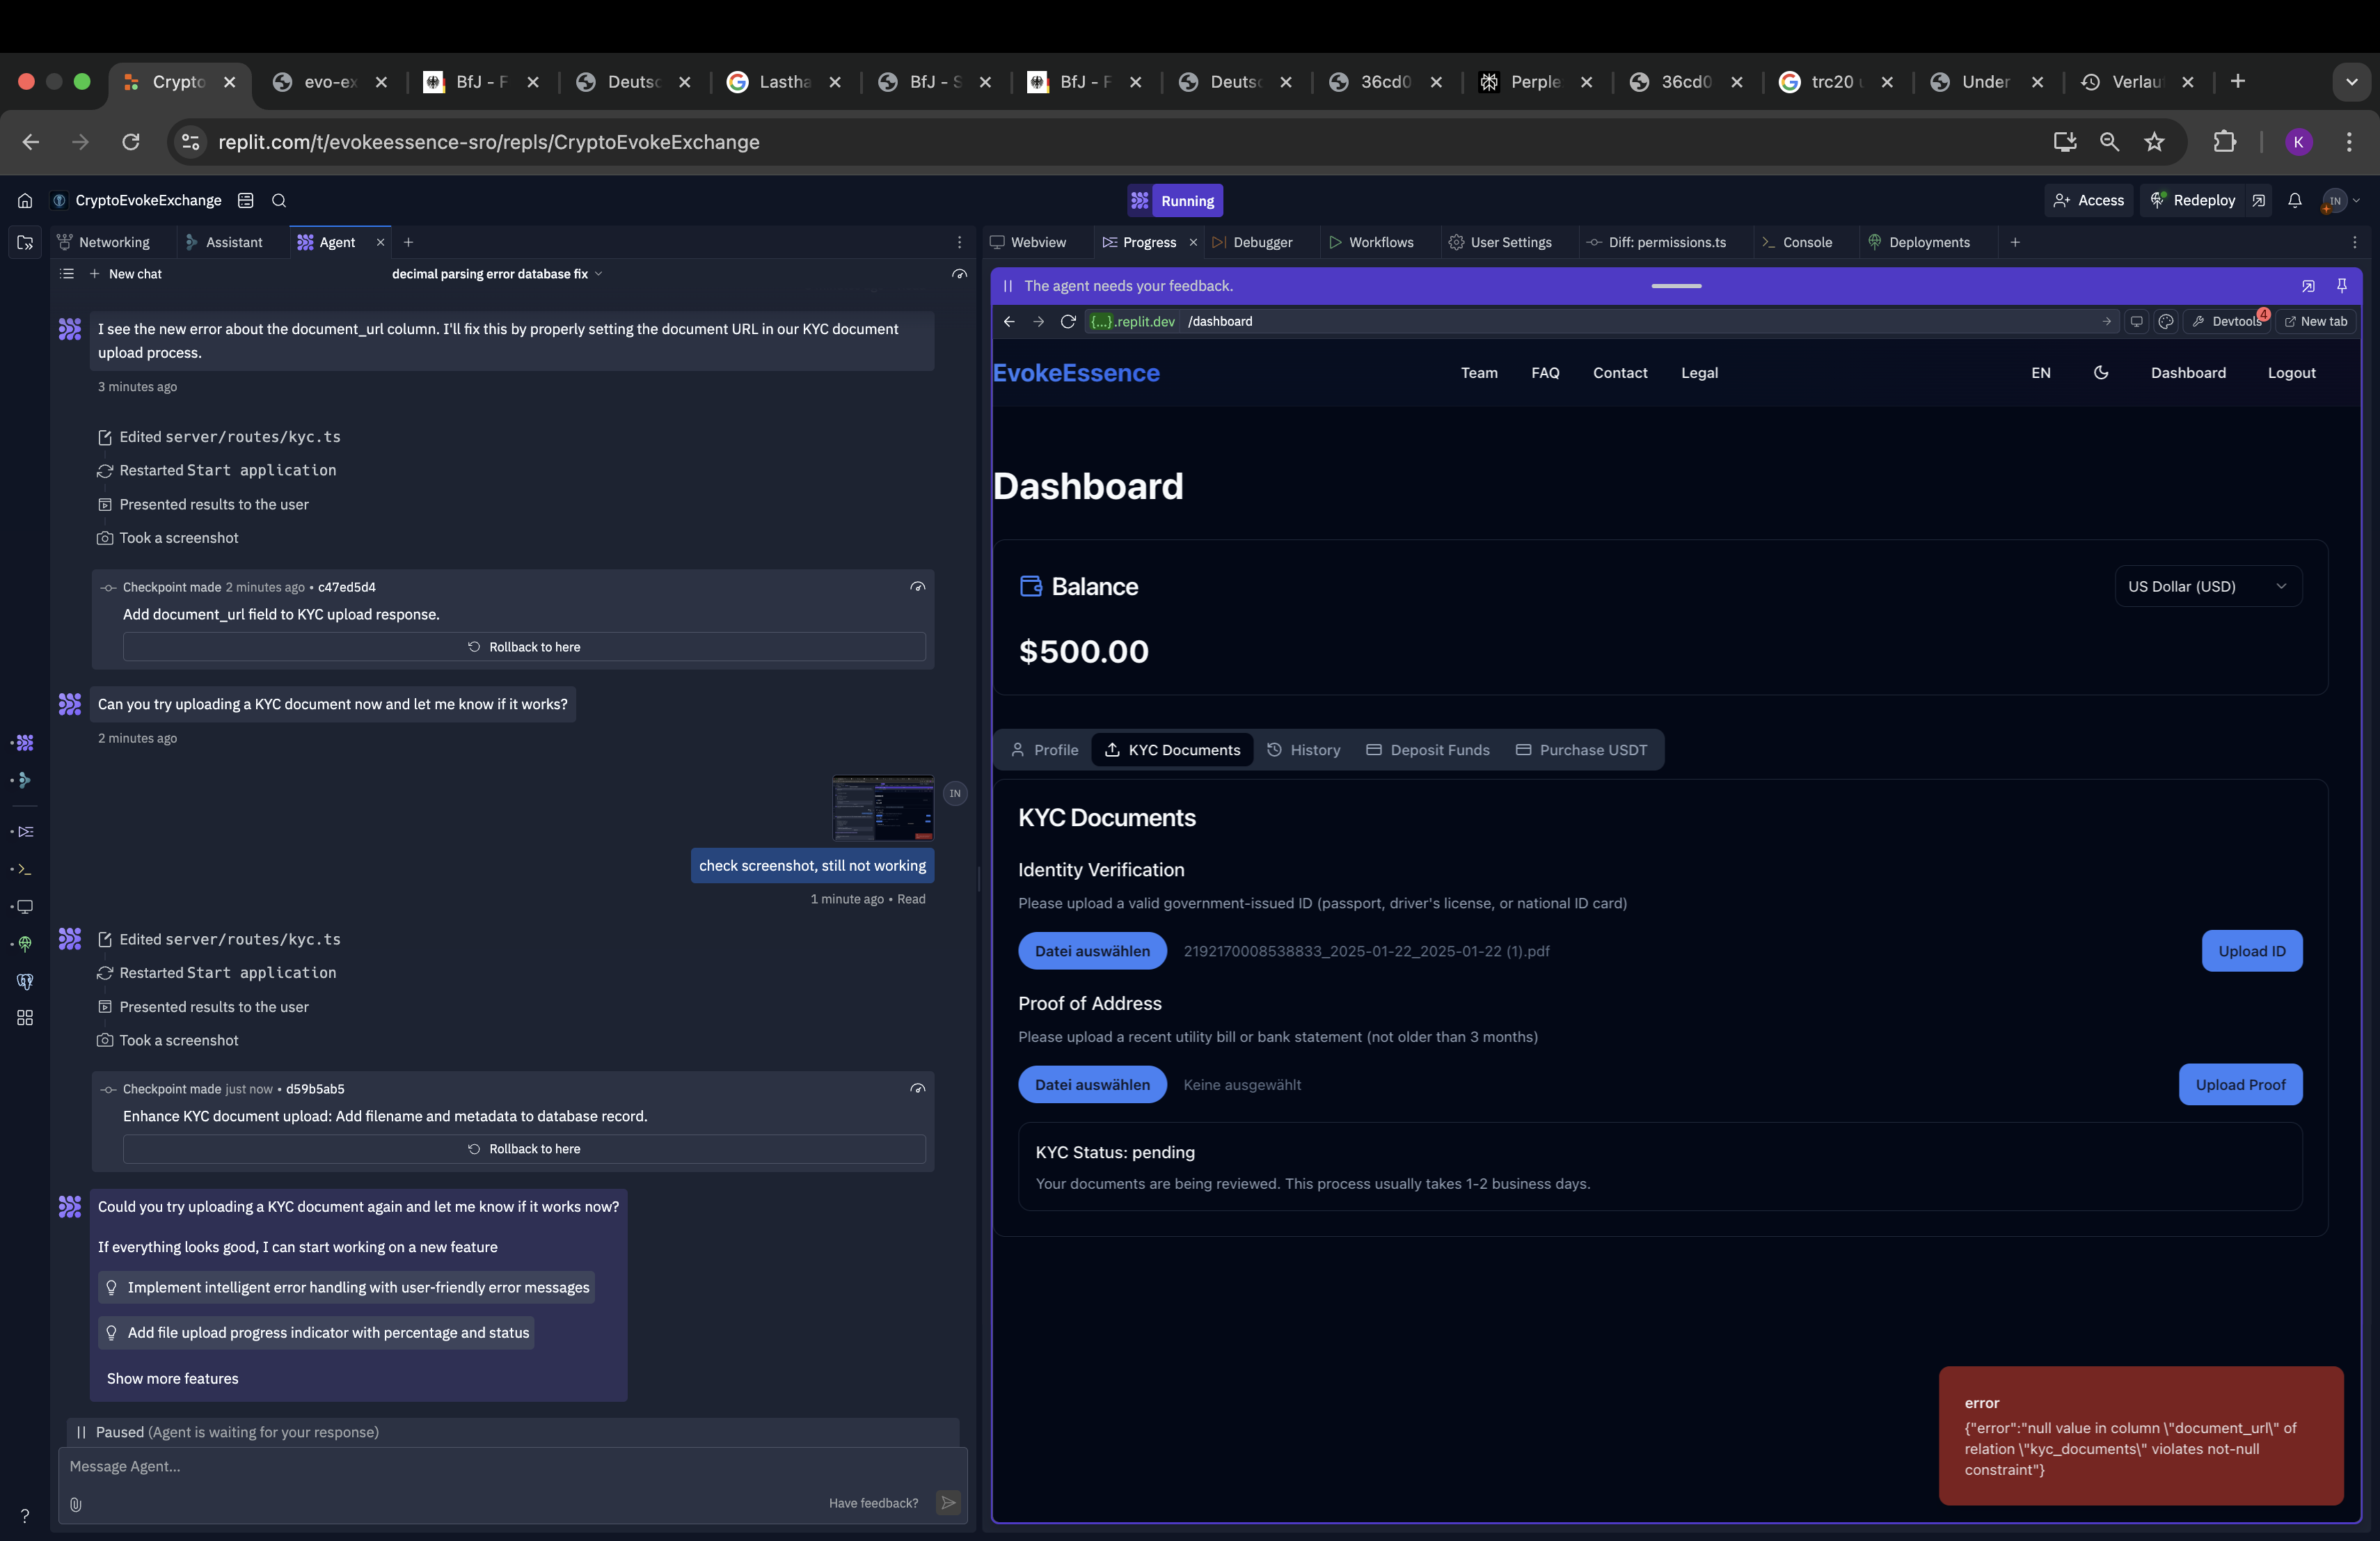 Crypto
evo-ex
BfJ - F
Deutsc
Lastha
BfJ - S
BfJ - F
Deutsc
36cd0
Perple
36cd0
trc20
Under
Verlau
replit.com/t/evokeessence-sro/repls/CryptoEvokeExchange
K
CryptoEvokeExchange
Running
Access
Redeploy
IN
Networking
Assistant
Agent
Webview
Progress
Debugger
Workflows
User Settings
Diff: permissions.ts
Console
Deployments
New chat
decimal parsing error database fix
I see the new error about the document_url column. I'll fix this by properly setting the document URL in our KYC document
upload process.
3 minutes ago
Edited server/routes/kyc.ts
Restarted Start application
Presented results to the user
Took a screenshot
Checkpoint made 2 minutes ago • c47ed5d4
Add document_url field to KYC upload response.
Rollback to here
Can you try uploading a KYC document now and let me know if it works?
2 minutes ago
IN
check screenshot, still not working
1 minute ago • Read
Edited server/routes/kyc.ts
Restarted Start application
Presented results to the user
Took a screenshot
Checkpoint made just now • d59b5ab5
Enhance KYC document upload: Add filename and metadata to database record.
Rollback to here
Could you try uploading a KYC document again and let me know if it works now?
If everything looks good, I can start working on a new feature
Implement intelligent error handling with user-friendly error messages
Add file upload progress indicator with percentage and status
Show more features
Paused (Agent is waiting for your response)
Message Agent...
Have feedback?
?
The agent needs your feedback.
{...}.replit.dev /dashboard
Devtools
4
New tab
EvokeEssence
Team
FAQ
Contact
Legal
EN
Dashboard
Logout
Dashboard
Balance
US Dollar (USD)
$500.00
Profile
KYC Documents
History
Deposit Funds
Purchase USDT
KYC Documents
Identity Verification
Please upload a valid government-issued ID (passport, driver's license, or national ID card)
Datei auswählen
2192170008538833_2025-01-22_2025-01-22 (1).pdf
Upload ID
Proof of Address
Please upload a recent utility bill or bank statement (not older than 3 months)
Datei auswählen
Keine ausgewählt
Upload Proof
KYC Status: pending
Your documents are being reviewed. This process usually takes 1-2 business days.
error
{"error":"null value in column \"document_url\" of
relation \"kyc_documents\" violates not-null
constraint"}